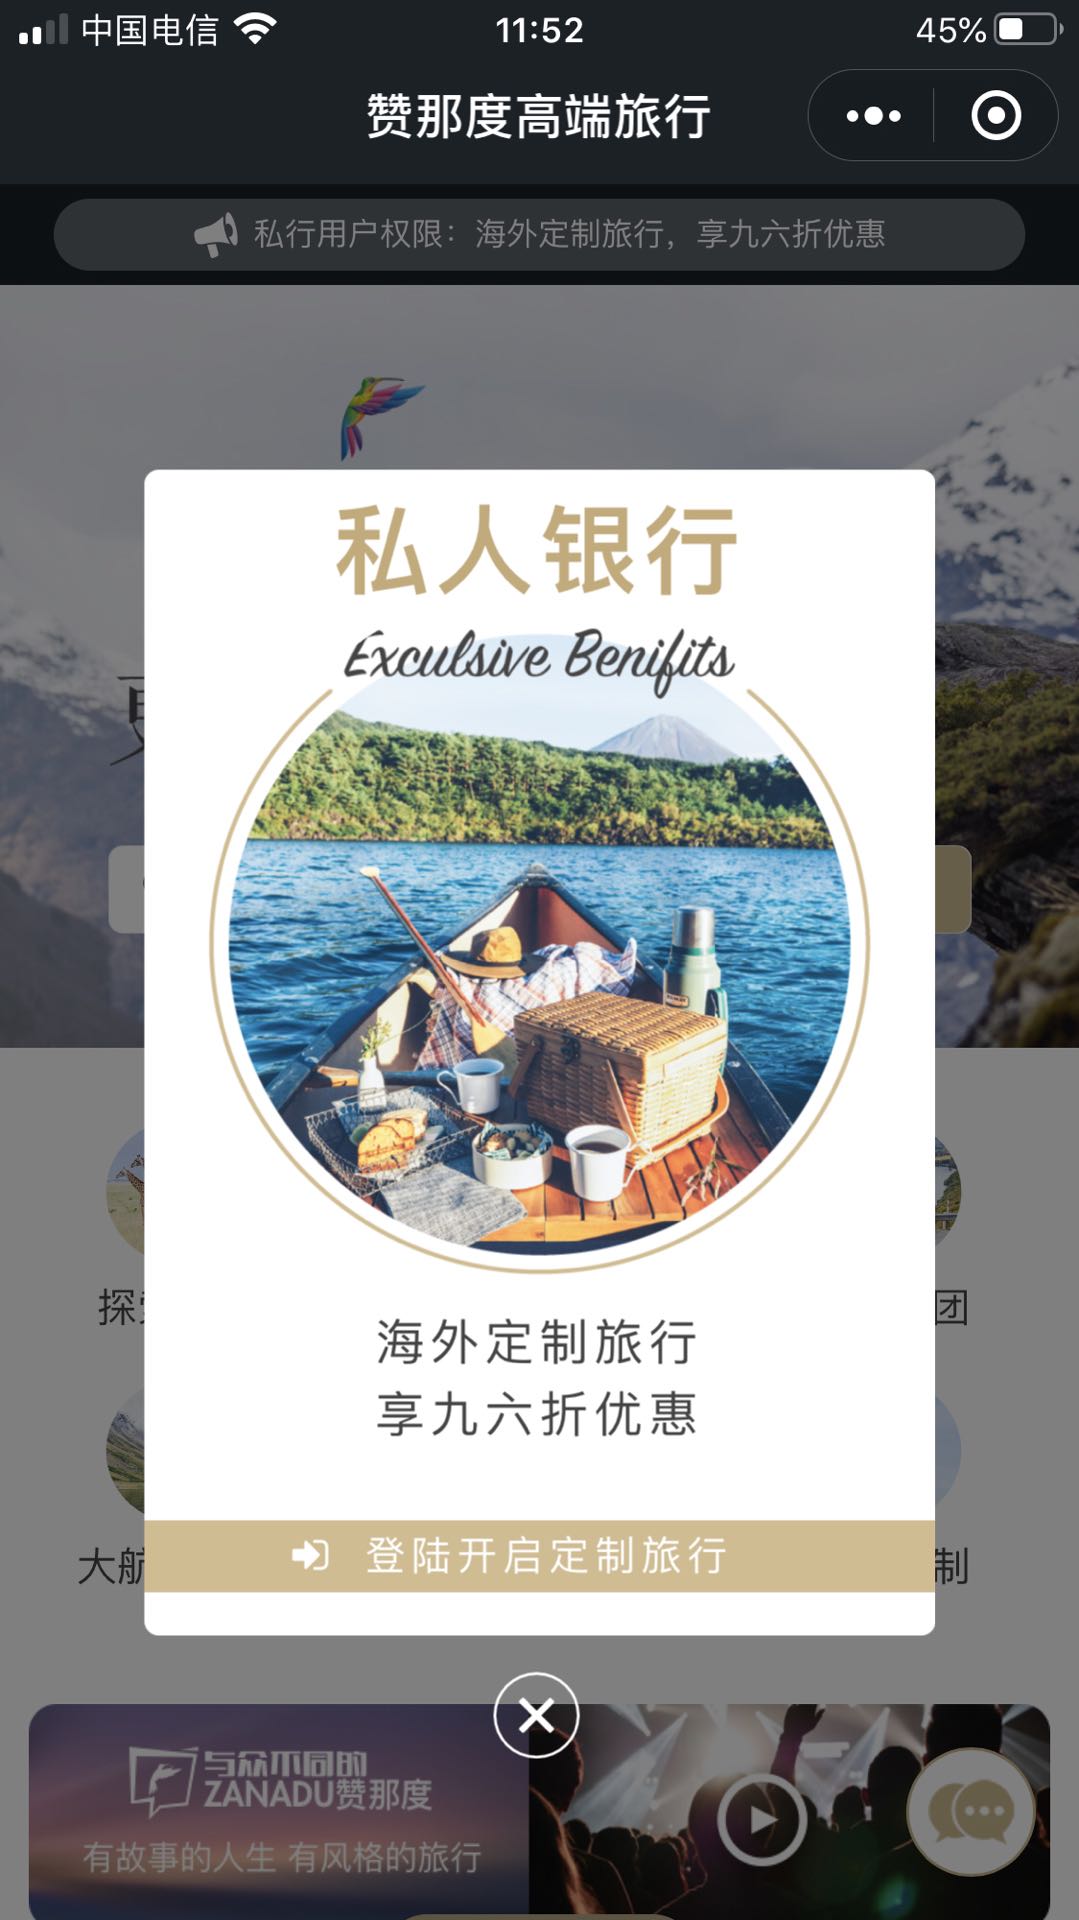 中国电信
11:52
45%
赞那度高端旅行
私行用户权限：海外定制旅行，享九六折优惠
私人银行
Exculsive Benifits
海外定制旅行
享九六折优惠
探
团
大航
制
登陆开启定制旅行
与众不同的
ZANADU赞那度
有故事的人生 有风格的旅行